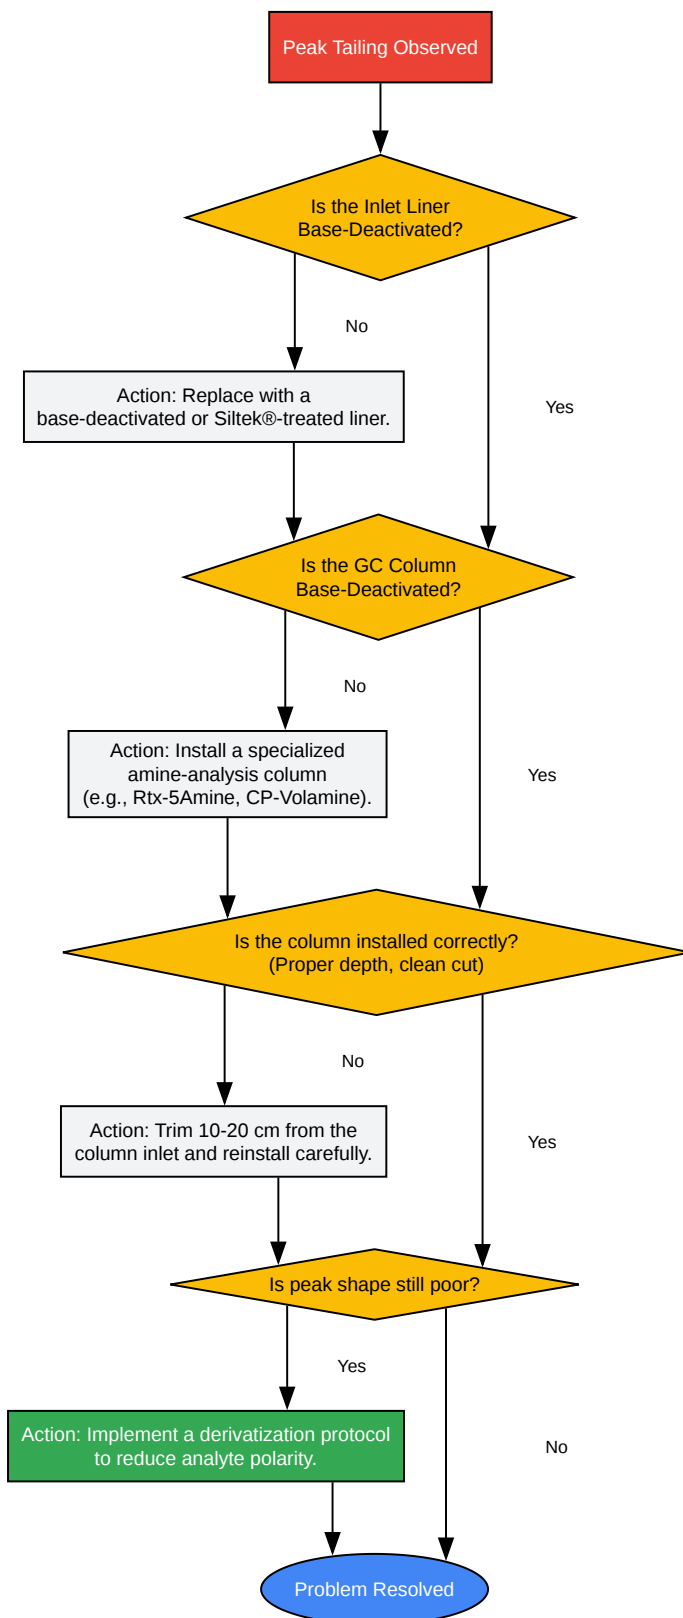 Peak Tailing Observed
Is the Inlet Liner
Base-Deactivated?
No
Action: Replace with a
base-deactivated or Siltek®-treated liner.
Yes
Is the GC Column
Base-Deactivated?
No
Action: Install a specialized
amine-analysis column
(e.g., Rtx-5Amine, CP-Volamine).
Yes
Is the column installed correctly?
(Proper depth, clean cut)
No
Action: Trim 10-20 cm from the
column inlet and reinstall carefully.
Yes
Is peak shape still poor?
Yes
Action: Implement a derivatization protocol
to reduce analyte polarity.
No
Problem Resolved